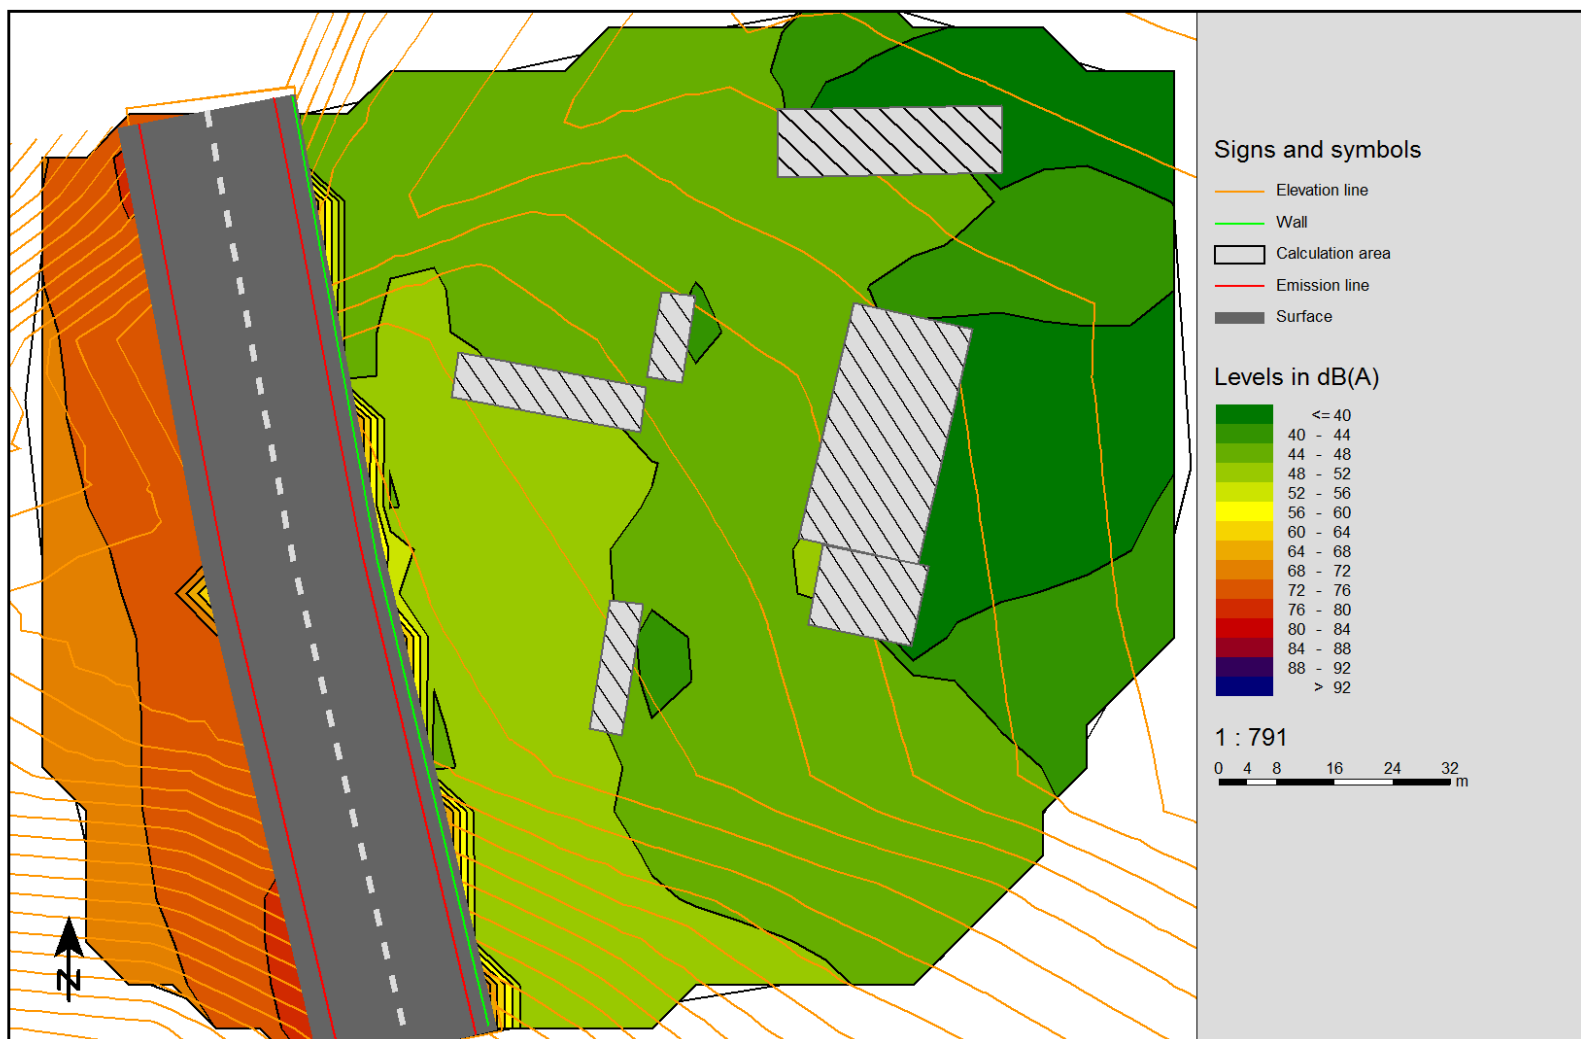 Signs and symbols
Elevation line
Wall
Calculation area
Emission line
Surface
Levels in dB(A)
<= 40
40 - 44
44 - 48
48 - 52
52 - 56
56 - 60
60 - 64
64 - 68
68 - 72
72 - 76
76 - 80
80 - 84
84 - 88
88 - 92
> 92
1 : 791
0 4 8 16 24 32
m
N